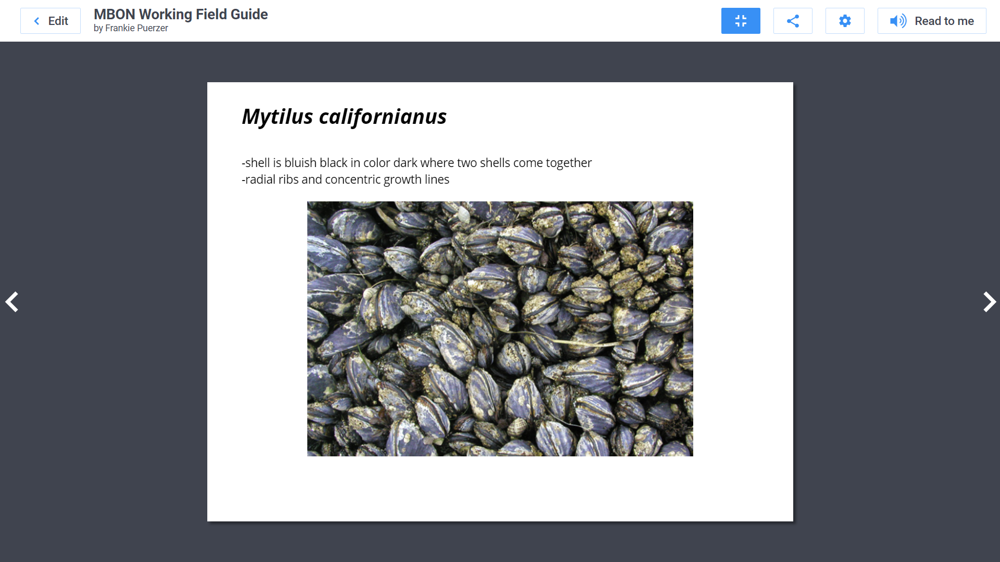 Edit
MBON Working Field Guide
by Frankie Puerzer
Read to me
Mytilus californianus
-shell is bluish black in color dark where two shells come together
-radial ribs and concentric growth lines